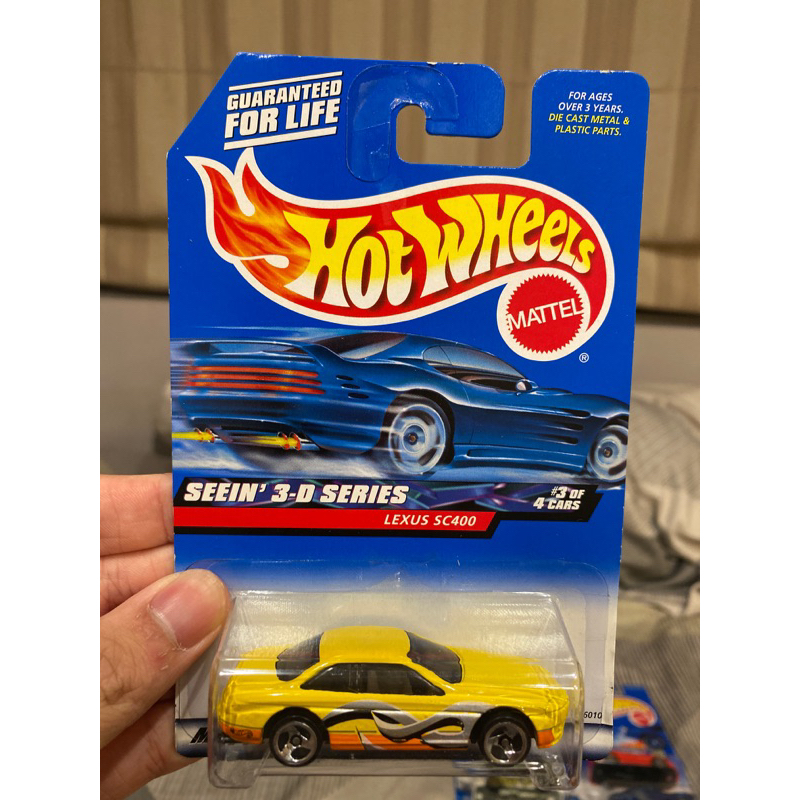 GUARANTEED
FOR LIFE
FOR AGES
OVER 3 YEARS.
DIE CAST METAL &
PLASTIC PARTS.
HOT WHEELS
MATTEL
®
SEEIN' 3-D SERIES
#3 OF
4 CARS
LEXUS SC400